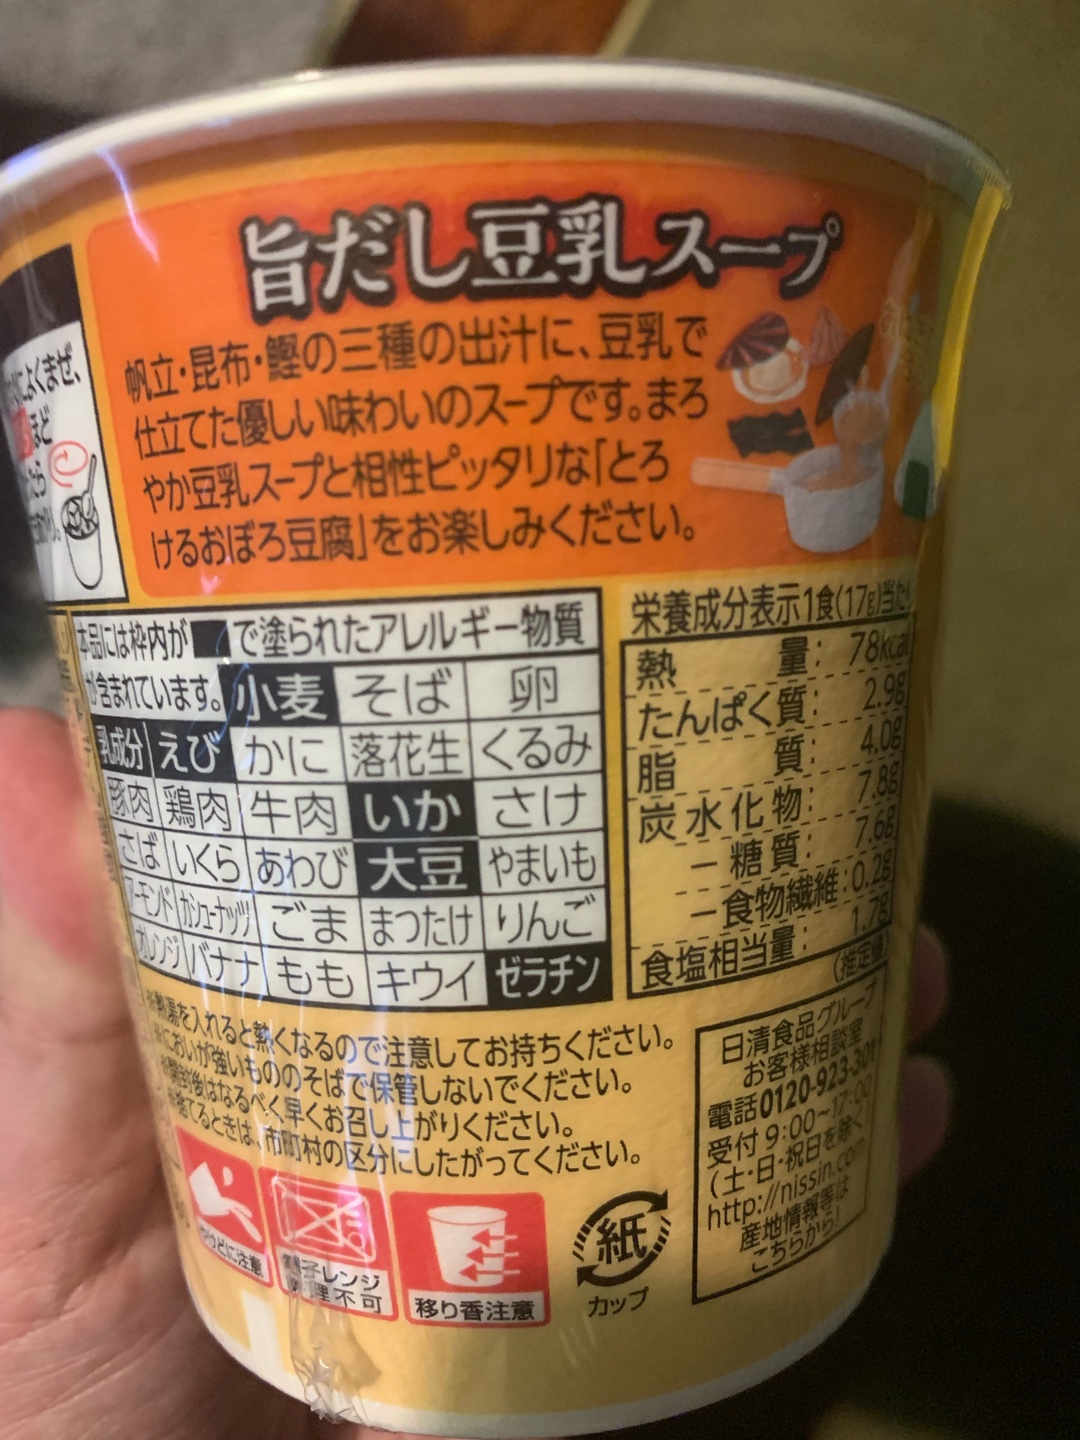 旨だし豆乳スープ
帆立・昆布・鰹の三種の出汁に、豆乳で
仕立てた優しい味わいのスープです。まろ
やか豆乳スープと相性ピッタリな「とろ
けるおぼろ豆腐」をお楽しみください。
よくまぜ、
ほど
本品には枠内が■で塗られたアレルギー物質
が含まれています。 小麦 そば 卵
乳成分 えび かに 落花生 くるみ
豚肉 鶏肉 牛肉 いか さけ
さば いくら あわび 大豆 やまいも
アーモンド カシューナッツ ごま まつたけ りんご
オレンジ バナナ もも キウイ ゼラチン
栄養成分表示1食(17g)当たり
熱量: 78kcal
たんぱく質: 2.9g
脂質: 4.0g
炭水化物: 7.8g
－糖質: 7.6g
－食物繊維: 0.2g
食塩相当量: 1.7g
(推定値)
※熱湯を入れると熱くなるので注意してお持ちください。
※においが強いもののそばで保管しないでください。
※開封後はなるべく早くお召し上がりください。
※捨てるときは、市町村の区分にしたがってください。
やけどに注意
電子レンジ
調理不可
移り香注意
紙
カップ
日清食品グループ
お客様相談室
電話0120-923-301
受付 9:00～17:00
(土・日・祝日を除く)
http://nissin.com
産地情報等は
こちらから!